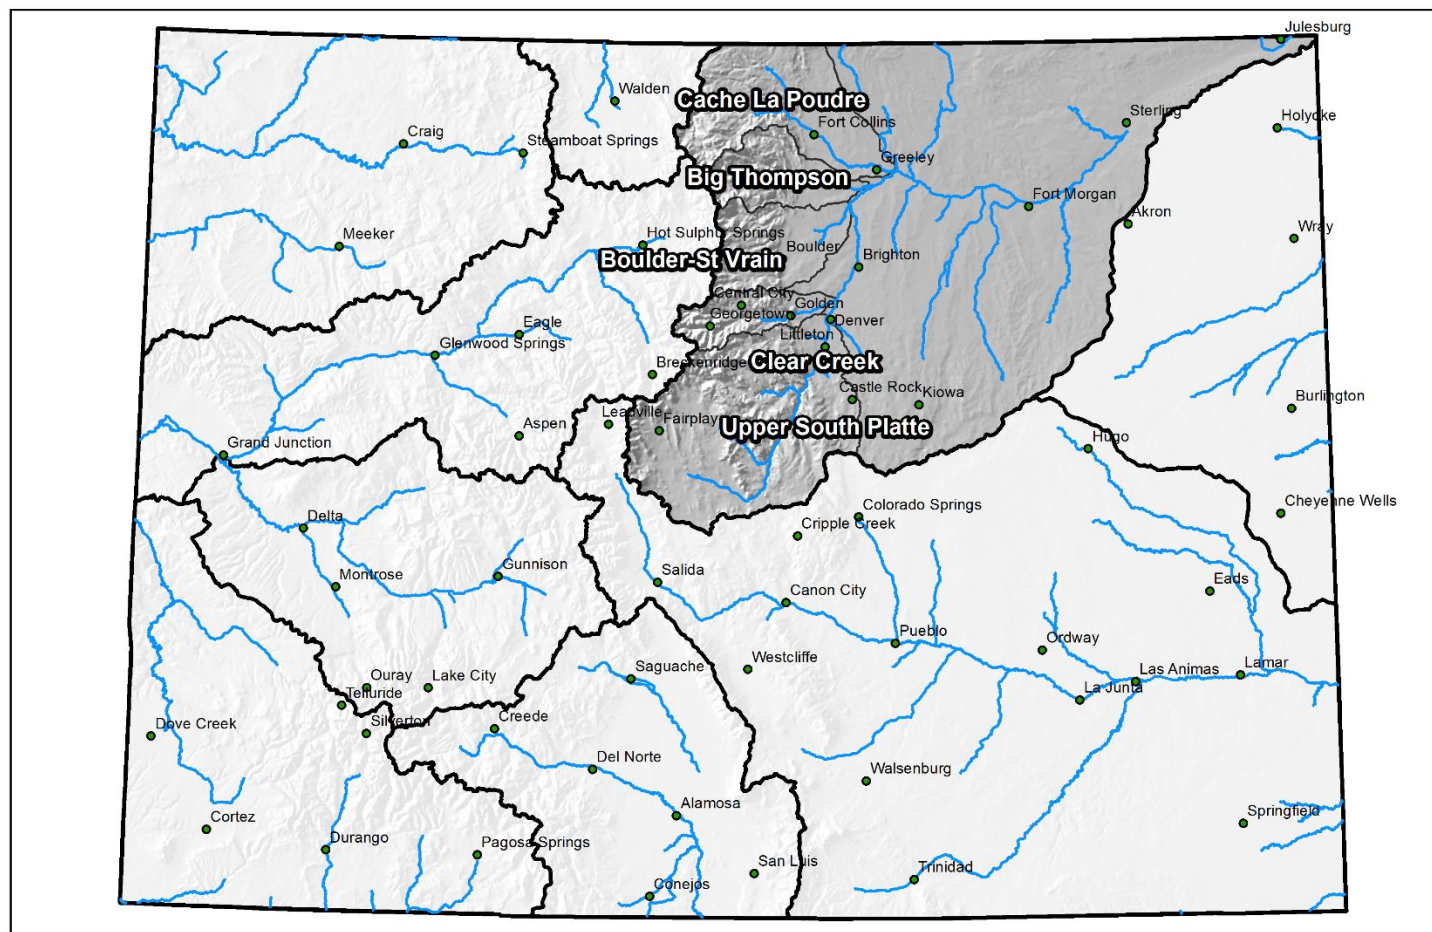 Julesburg
Walden
Cache La Poudre
Sterling
Holyoke
Fort Collins
Craig
Steamboat Springs
Greeley
Big Thompson
Fort Morgan
Akron
Wray
Meeker
Hot Sulphur Springs
Boulder
Brighton
Boulder-St Vrain
Central City
Golden
Georgetown
Denver
Eagle
Littleton
Glenwood Springs
Breckenridge
Clear Creek
Castle Rock
Kiowa
Burlington
Leadville
Fairplay
Upper South Platte
Aspen
Grand Junction
Hugo
Colorado Springs
Cheyenne Wells
Delta
Cripple Creek
Gunnison
Salida
Montrose
Canon City
Eads
Pueblo
Ordway
Westcliffe
Saguache
Las Animas
Lamar
Ouray
Lake City
La Junta
Telluride
Silverton
Creede
Dove Creek
Del Norte
Walsenburg
Alamosa
Springfield
Cortez
Durango
Pagosa Springs
San Luis
Trinidad
Conejos